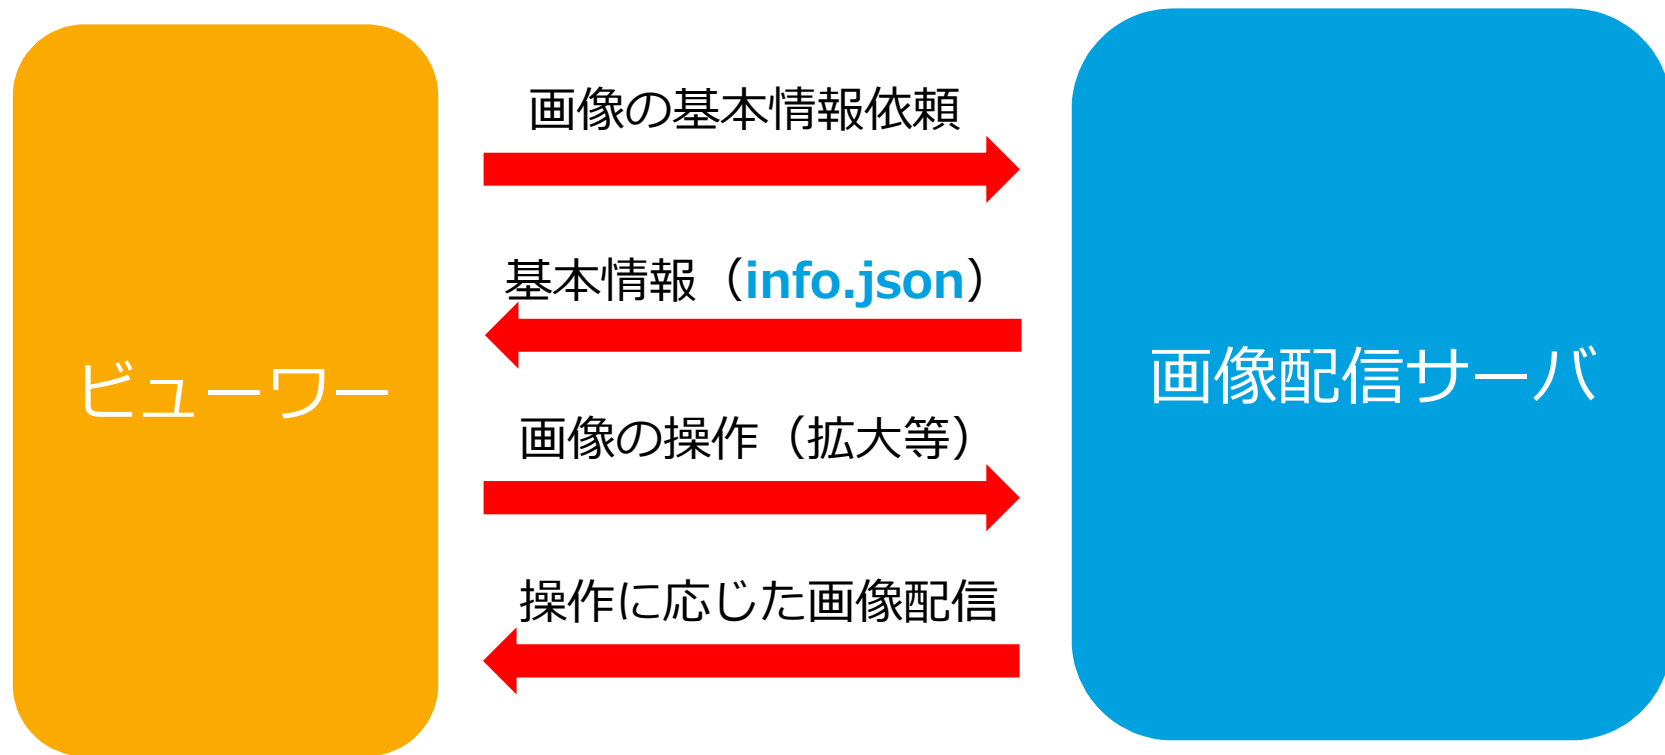 画像の基本情報依頼
基本情報（info.json）
ビューワー
画像配信サーバ
画像の操作（拡大等）
操作に応じた画像配信